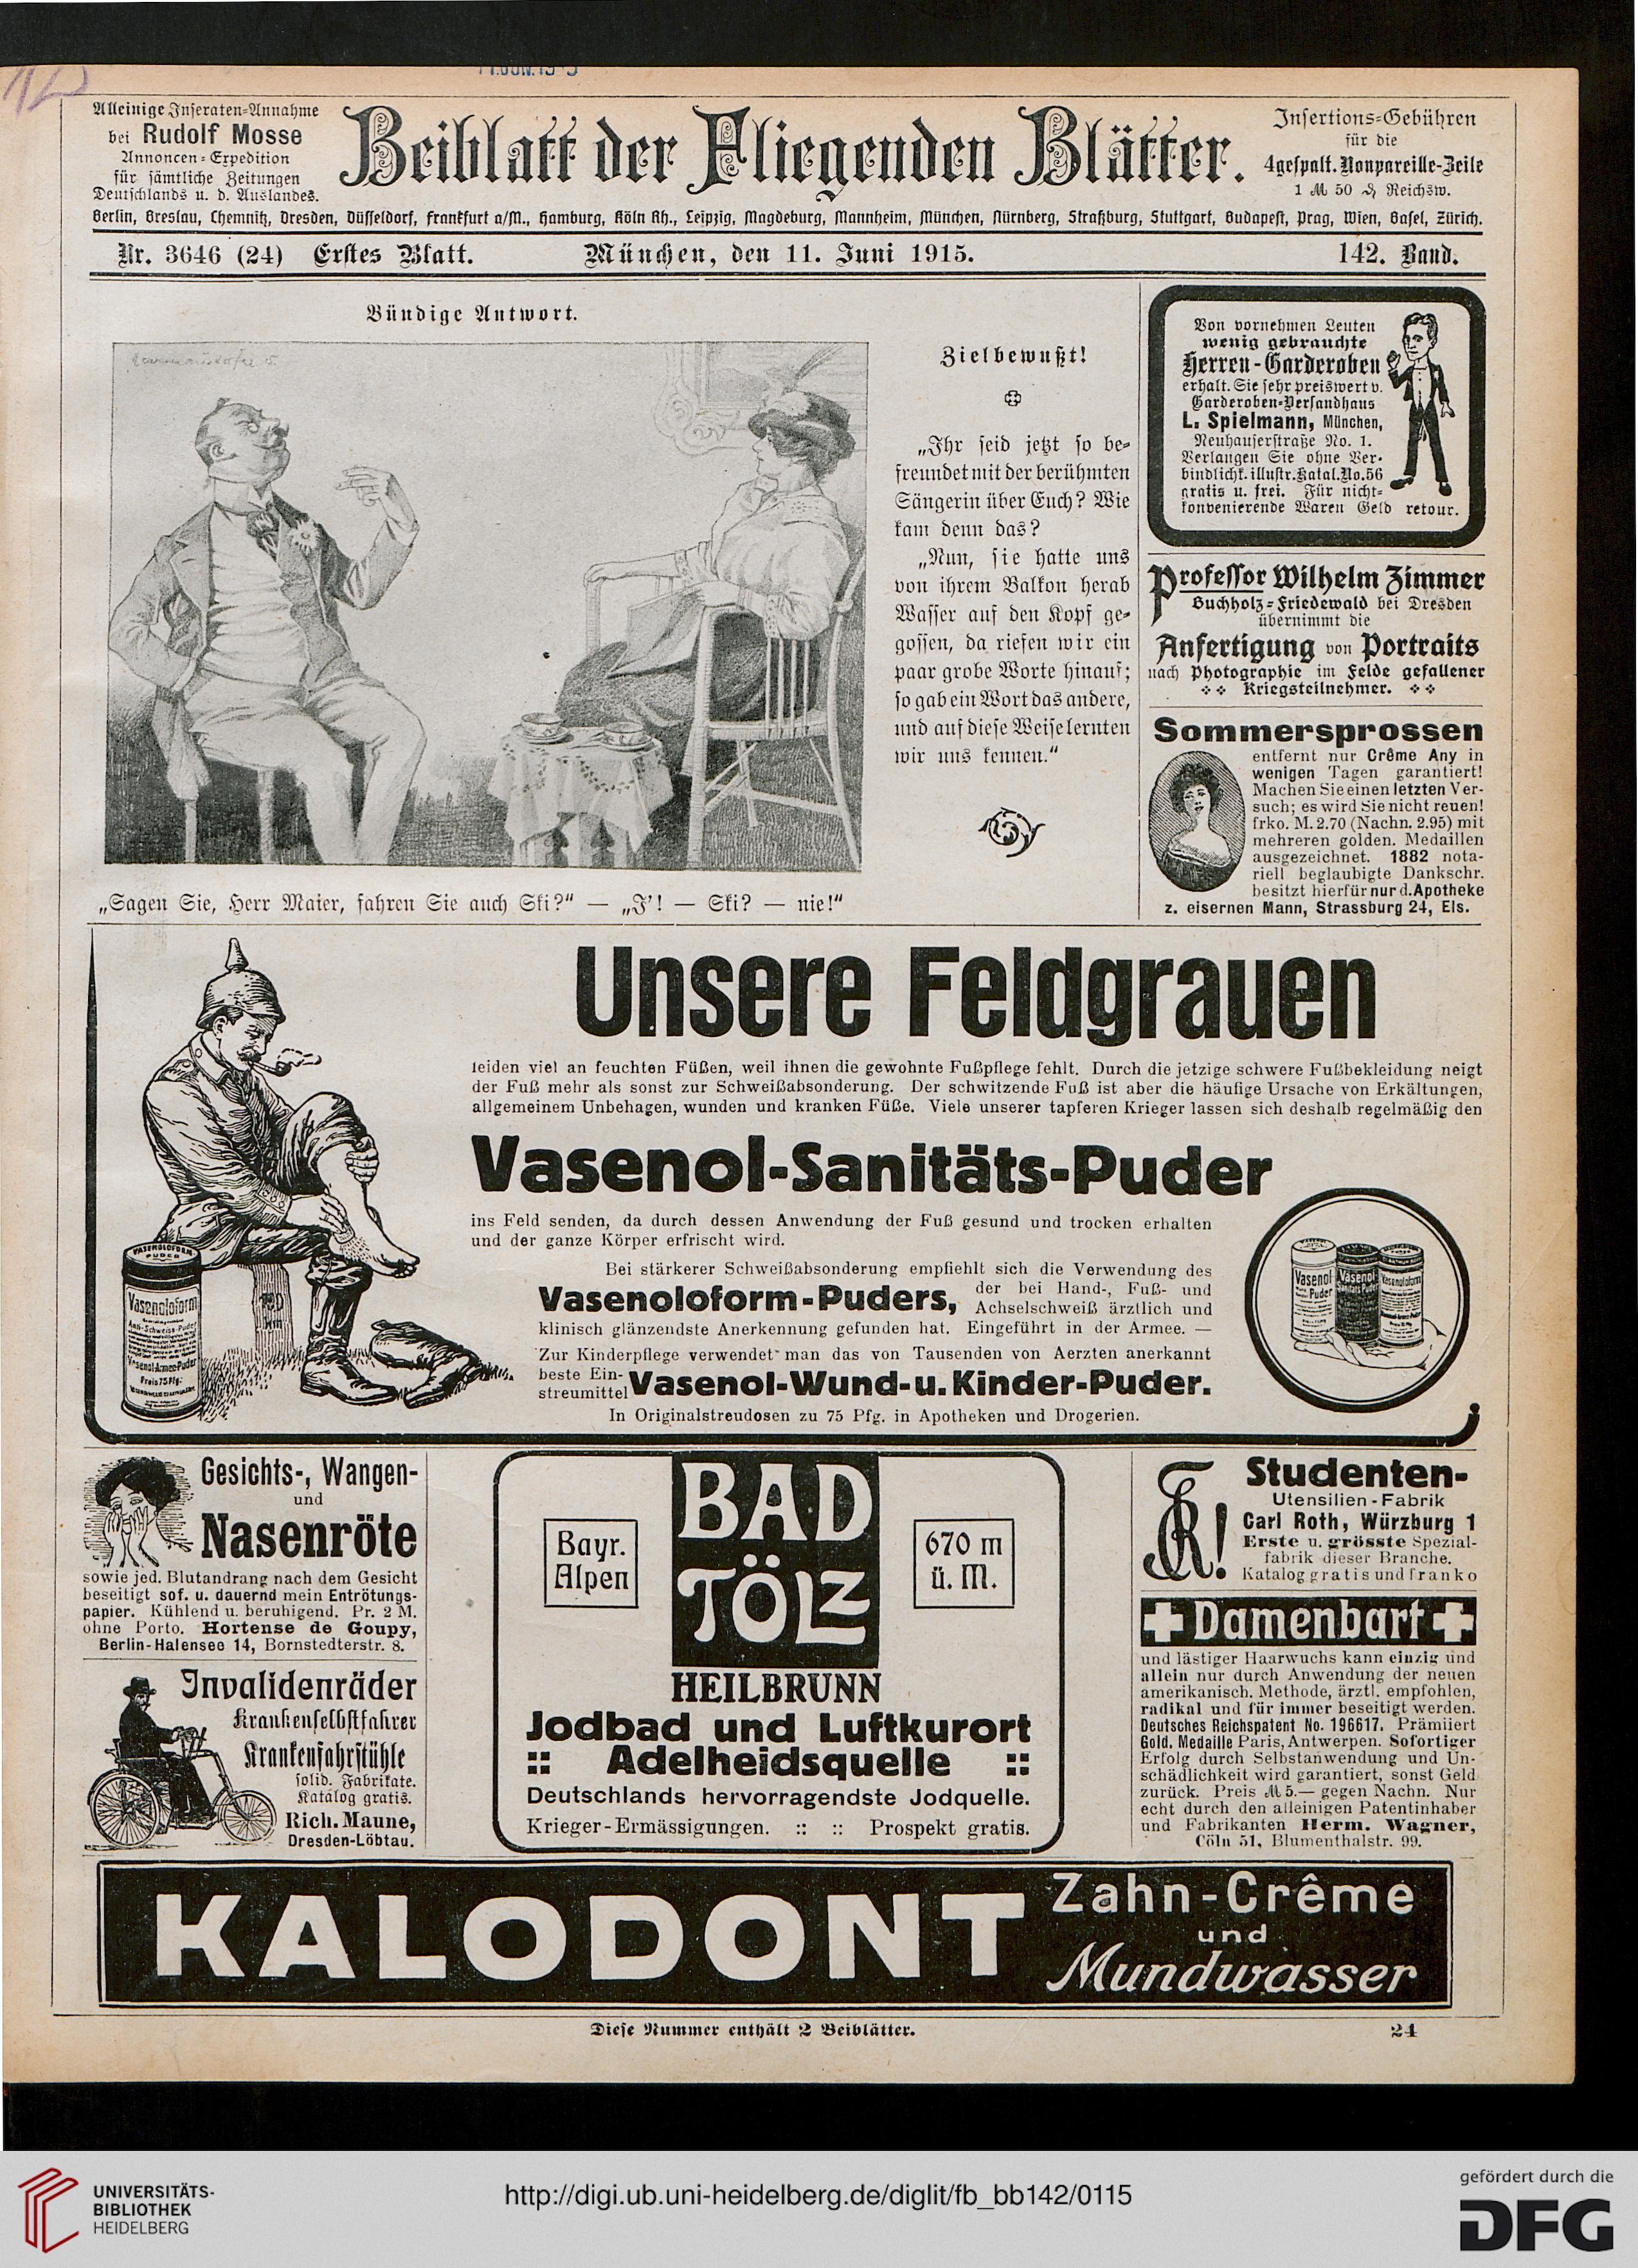 Alleinige Inseraten-Annahme
bei Rudolf Mosse
Annoncen-Expedition
für sämtliche Zeitungen
Deutschlands u. d. Auslandes.
Beiblatt der Fliegenden Blätter.
Insertions-Gebühren
für die
4gespalt. Nonpareille-Zeile
1 M 50 ₰ Reichsw.
Berlin, Breslau, Chemnitz, Dresden, Düsseldorf, Frankfurt a/M., Hamburg, Köln Rh., Leipzig, Magdeburg, Mannheim, München, Nürnberg, Straßburg, Stuttgart, Budapest, Prag, Wien, Basel, Zürich.
Nr. 3646 (24) Erstes Blatt. München, den 11. Juni 1915. 142. Band.
Bündige Antwort.
„Sagen Sie, Herr Maier, fahren Sie auch Ski?“ — „I’! — Ski? — nie!“
Zielbewußt!
„Ihr seid jetzt so be-
freundet mit der berühmten
Sängerin über Euch? Wie
kam denn das?
„Nun, sie hatte uns
von ihrem Balkon herab
Wasser auf den Kopf ge-
gossen, da riefen wir ein
paar grobe Worte hinauf;
so gab ein Wort das andere,
und auf diese Weise lernten
wir uns kennen.“
Von vornehmen Leuten
wenig gebrauchte
Herren-Garderoben
erhalt. Sie sehr preiswert v.
Garderoben-Versandhaus
L. Spielmann, München,
Neuhauserstraße No. 1.
Verlangen Sie ohne Ver-
bindlichk. illustr. Katal. No. 56
gratis u. frei. Für nicht-
konvenierende Waren Geld retour.
Professor Wilhelm Zimmer
Buchholz-Friedewald bei Dresden
übernimmt die
Anfertigung von Portraits
nach Photographie im Felde gefallener
Kriegsteilnehmer.
Sommersprossen
entfernt nur Crême Any in
wenigen Tagen garantiert!
Machen Sie einen letzten Ver-
such; es wird Sie nicht reuen!
frko. M. 2.70 (Nachn. 2.95) mit
mehreren golden. Medaillen
ausgezeichnet. 1882 nota-
riell beglaubigte Dankschr.
besitzt hierfür nur d. Apotheke
z. eisernen Mann, Strassburg 24, Els.
Unsere Feldgrauen
leiden viel an feuchten Füßen, weil ihnen die gewohnte Fußpflege fehlt. Durch die jetzige schwere Fußbekleidung neigt
der Fuß mehr als sonst zur Schweißabsonderung. Der schwitzende Fuß ist aber die häufige Ursache von Erkältungen,
allgemeinem Unbehagen, wunden und kranken Füße. Viele unserer tapferen Krieger lassen sich deshalb regelmäßig den
Vasenol-Sanitäts-Puder
ins Feld senden, da durch dessen Anwendung der Fuß gesund und trocken erhalten
und der ganze Körper erfrischt wird.
Bei stärkerer Schweißabsonderung empfiehlt sich die Verwendung des
Vasenoloform-Puders, der bei Hand-, Fuß- und
Achselschweiß ärztlich und
klinisch glänzendste Anerkennung gefunden hat. Eingeführt in der Armee. —
Zur Kinderpflege verwendet man das von Tausenden von Aerzten anerkannt
beste Ein-
streumittel Vasenol-Wund- u. Kinder-Puder.
In Originalstreudosen zu 75 Pfg. in Apotheken und Drogerien.
VASENOLOFORM
PUDER
Vasenoloform
Anti-Schweiss-Puder
Vasenol-Armee-Puder
Preis 75 Pfg.
Vasenol
Puder
Vasenol
Sanitäts-Puder
Vasenoloform
Gesichts-, Wangen-
und
Nasenröte
sowie jed. Blutandrang nach dem Gesicht
beseitigt sof. u. dauernd mein Entrötungs-
papier. Kühlend u. beruhigend. Pr. 2 M.
ohne Porto. Hortense de Goupy,
Berlin-Halensee 14, Bornstedterstr. 8.
Invalidenräder
Krankenselbstfahrer
Krankenfahrstühle
solid. Fabrikate.
Katalog gratis.
Rich. Maune,
Dresden-Löbtau.
BAD
TÖLZ
Bayr.
Alpen
670 m
ü. M.
HEILBRUNN
Jodbad und Luftkurort
:: Adelheidsquelle ::
Deutschlands hervorragendste Jodquelle.
Krieger-Ermässigungen. :: :: Prospekt gratis.
Studenten-
Utensilien-Fabrik
Carl Roth, Würzburg 1
Erste u. grösste Spezial-
fabrik dieser Branche.
Katalog gratis und franko
Damenbart
und lästiger Haarwuchs kann einzig und
allein nur durch Anwendung der neuen
amerikanisch. Methode, ärztl. empfohlen,
radikal und für immer beseitigt werden.
Deutsches Reichspatent No. 196617. Prämiiert
Gold. Medaille Paris, Antwerpen. Sofortiger
Erfolg durch Selbstanwendung und Un-
schädlichkeit wird garantiert, sonst Geld
zurück. Preis M 5.— gegen Nachn. Nur
echt durch den alleinigen Patentinhaber
und Fabrikanten Herm. Wagner,
Cöln 51, Blumenthalstr. 99.
KALODONT
Zahn-Crême
und
Mundwasser
Diese Nummer enthält 2 Beiblätter.
24
UNIVERSITÄTS-
BIBLIOTHEK
HEIDELBERG
http://digi.ub.uni-heidelberg.de/diglit/fb_bb142/0115
gefördert durch die
DFG